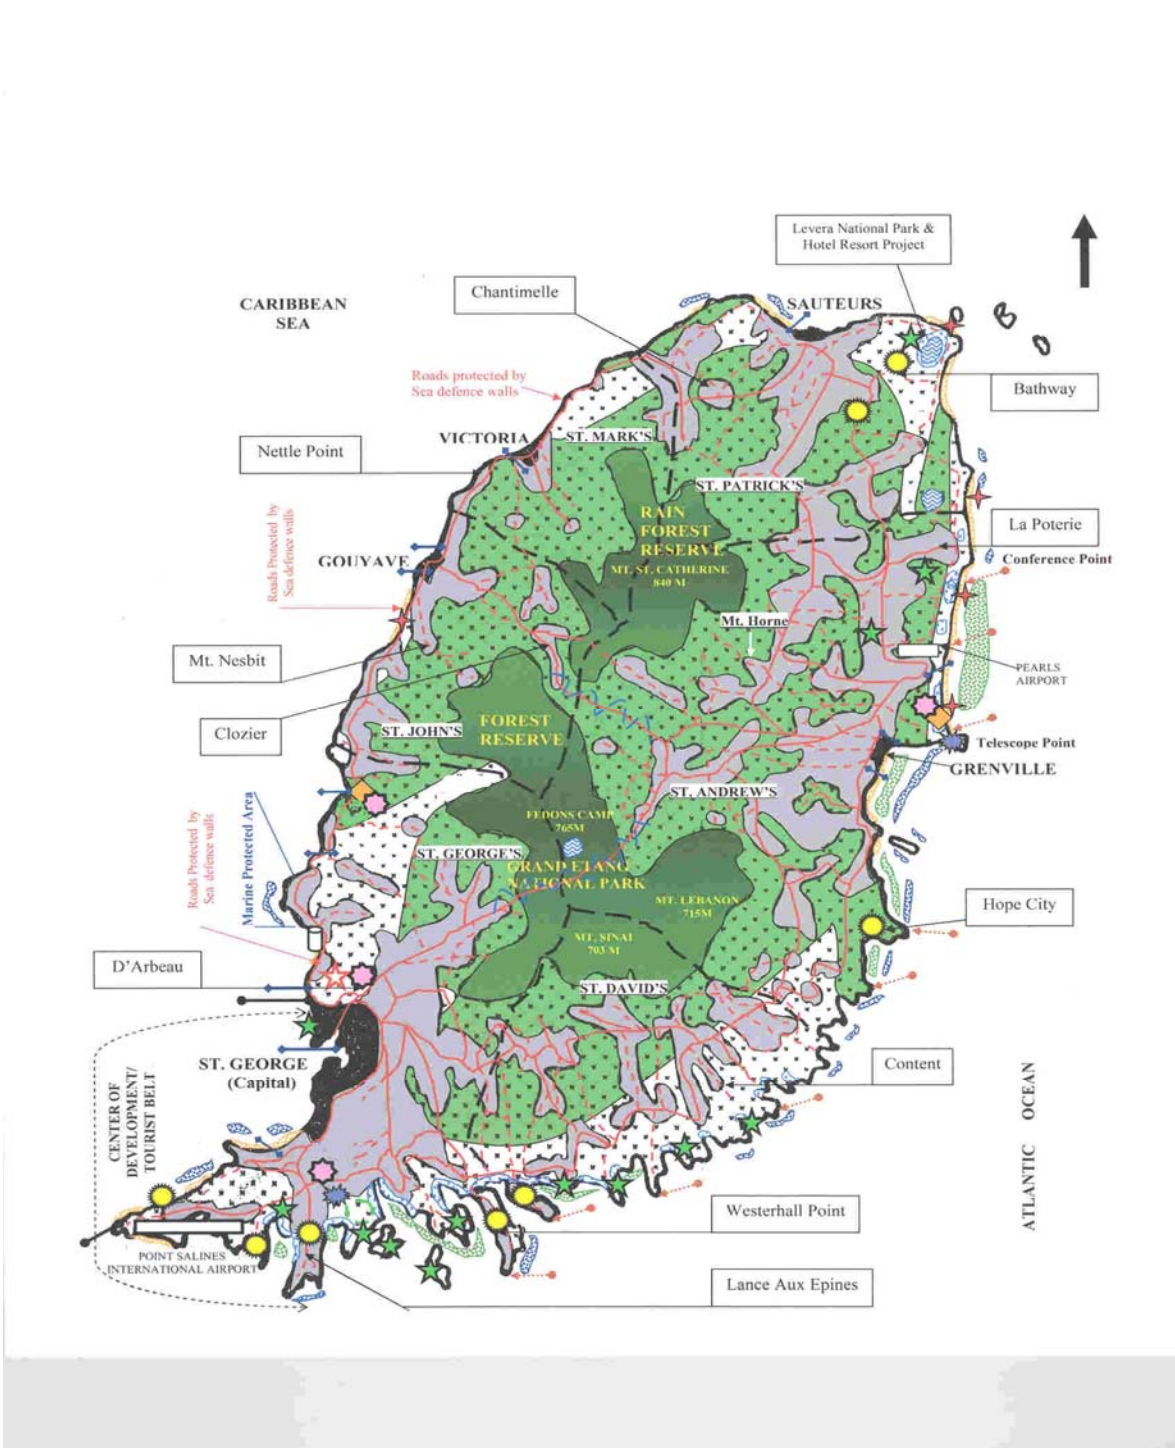 Levera National Park &
Hotel Resort Project
Chantimelle
CARIBBEAN
SEA
SAUTEURS
Roads protected by
Sea defence walls
Bathway
VICTORIA
ST. MARK'S
Nettle Point
ST. PATRICK'S
RAIN
FOREST
RESERVE
La Poterie
Roads Protected by
Sea defence walls
GOUYAVE
Conference Point
MT. ST. CATHERINE
840 M
Mt. Horne
Mt. Nesbit
PEARLS
AIRPORT
Clozier
ST. JOHN'S
FOREST
RESERVE
Telescope Point
GRENVILLE
ST. ANDREW'S
Roads Protected by
Sea defence walls
Marine Protected Area
FEDONS CAMP
765M
ST. GEORGE'S
GRAND ETANG
NATIONAL PARK
MT. LEBANON
715M
Hope City
MT. SINAI
703 M
D'Arbeau
ST. DAVID'S
ST. GEORGE
(Capital)
Content
CENTER OF
DEVELOPMENT/
TOURIST BELT
ATLANTIC OCEAN
Westerhall Point
POINT SALINES
INTERNATIONAL AIRPORT
Lance Aux Epines